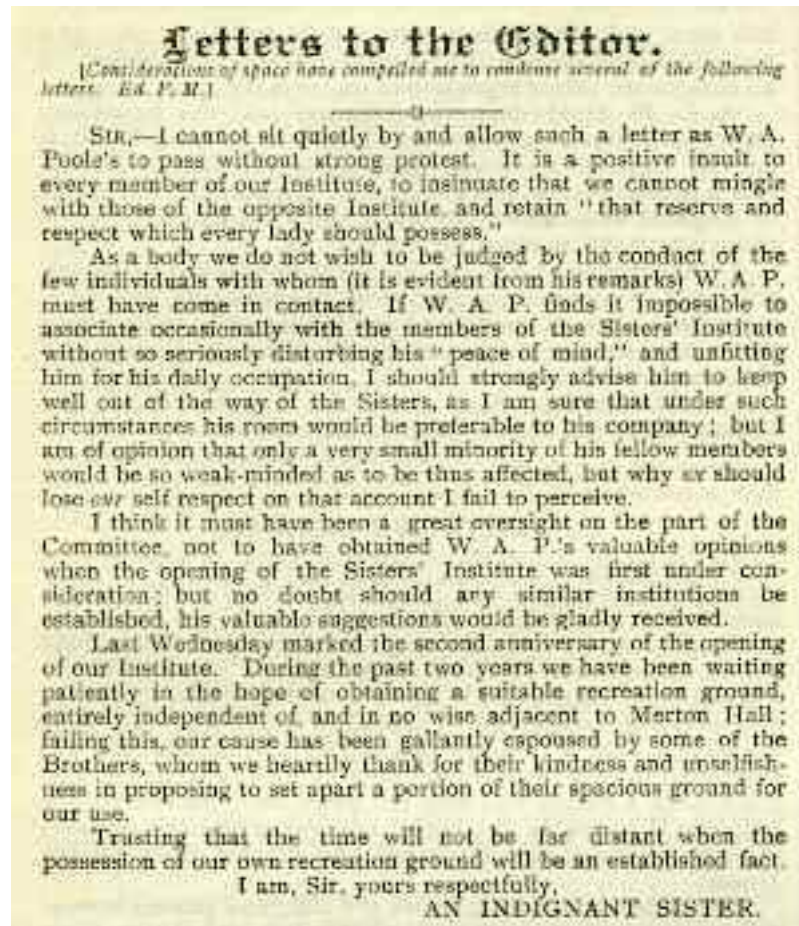 Letters to the Editor.
[Considerations of space have compelled me to condense several of the following
letters. Ed. P. M.]
SIR,—I cannot sit quietly by and allow such a letter as W. A.
Poole's to pass without strong protest. It is a positive insult to
every member of our Institute, to insinuate that we cannot mingle
with those of the opposite Institute and retain "that reserve and
respect which every lady should possess."
As a body we do not wish to be judged by the conduct of the
few individuals with whom (it is evident from his remarks) W. A P.
must have come in contact. If W. A. P. finds it impossible to
associate occasionally with the members of the Sisters' Institute
without so seriously disturbing his "peace of mind," and unfitting
him for his daily occupation, I should strongly advise him to keep
well out of the way of the Sisters, as I am sure that under such
circumstances his room would be preferable to his company; but I
am of opinion that only a very small minority of his fellow members
would be so weak-minded as to be thus affected, but why should
lose our self respect on that account I fail to perceive.
I think it must have been a great oversight on the part of the
Committee, not to have obtained W. A. P.'s valuable opinions
when the opening of the Sisters' Institute was first under con-
sideration; but no doubt should any similar institutions be
established, his valuable suggestions would be gladly received.
Last Wednesday marked the second anniversary of the opening
of our Institute. During the past two years we have been waiting
patiently in the hope of obtaining a suitable recreation ground,
entirely independent of, and in no wise adjacent to Merton Hall;
failing this, our cause has been gallantly espoused by some of the
Brothers, whom we heartily thank for their kindness and unselfish-
ness in proposing to set apart a portion of their spacious ground for
our use.
Trusting that the time will not be far distant when the
possession of our own recreation ground will be an established fact.
I am, Sir, yours respectfully,
AN INDIGNANT SISTER.